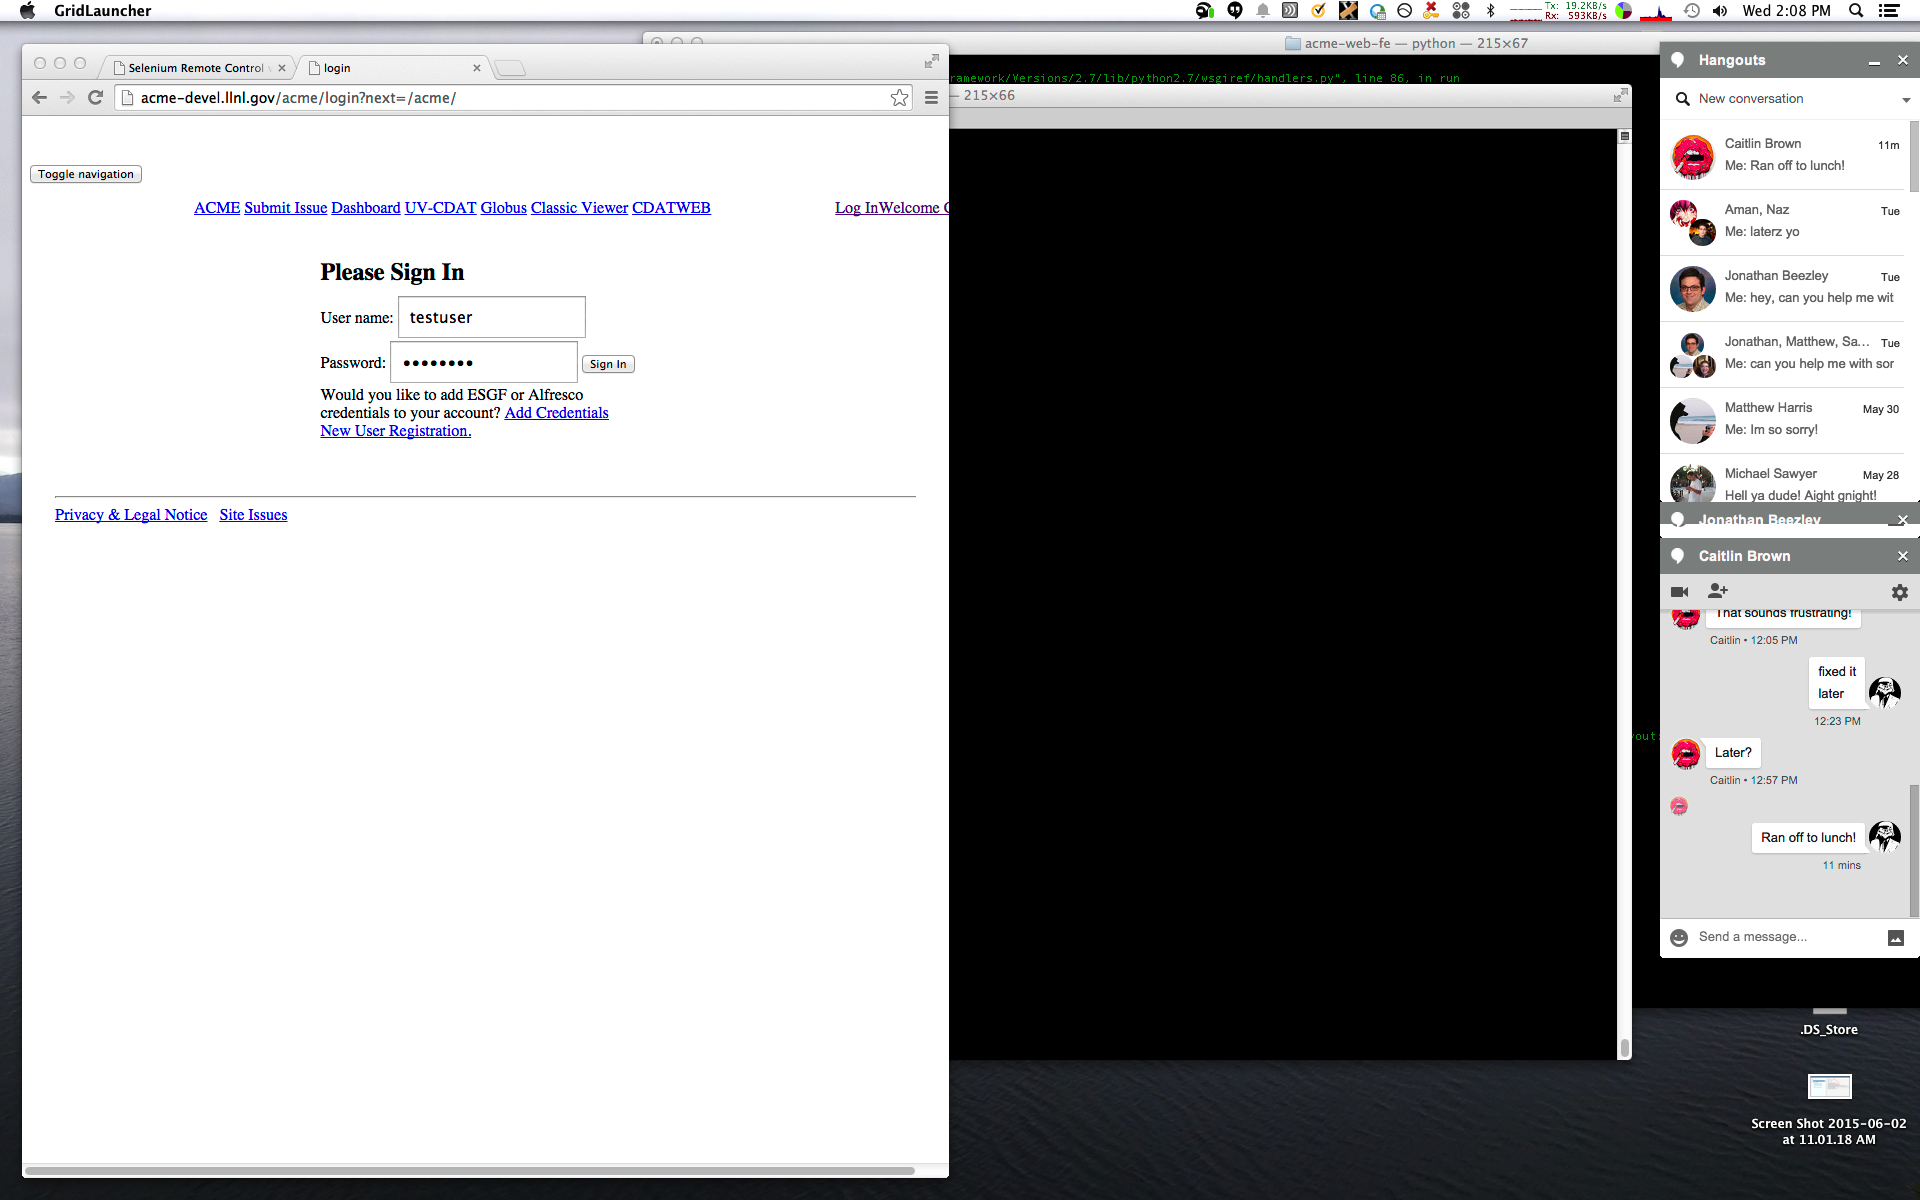 GridLauncher
Tx: 19.2KB/s
Rx: 593KB/s
Wed 2:08 PM
acme-web-fe — python — 215×67
ramework/Versions/2.7/lib/python2.7/wsgiref/handlers.py", line 86, in run
— 215×66
Selenium Remote Control
login
acme-devel.llnl.gov/acme/login?next=/acme/
Toggle navigation
ACME Submit Issue Dashboard UV-CDAT Globus Classic Viewer CDATWEB
Log InWelcome
Please Sign In
User name: testuser
Password: ••••••••
Sign In
Would you like to add ESGF or Alfresco
credentials to your account? Add Credentials
New User Registration.
Privacy & Legal Notice Site Issues
Hangouts
New conversation
Caitlin Brown
11m
Me: Ran off to lunch!
Aman, Naz
Tue
Me: laterz yo
Jonathan Beezley
Tue
Me: hey, can you help me wit
Jonathan, Matthew, Sa...
Tue
Me: can you help me with sor
Matthew Harris
May 30
Me: Im so sorry!
Michael Sawyer
May 28
Hell ya dude! Aight gnight!
Jonathan Beezley
Caitlin Brown
That sounds frustrating!
Caitlin • 12:05 PM
fixed it
later
12:23 PM
Later?
Caitlin • 12:57 PM
Ran off to lunch!
11 mins
Send a message...
.DS_Store
Screen Shot 2015-06-02
at 11.01.18 AM